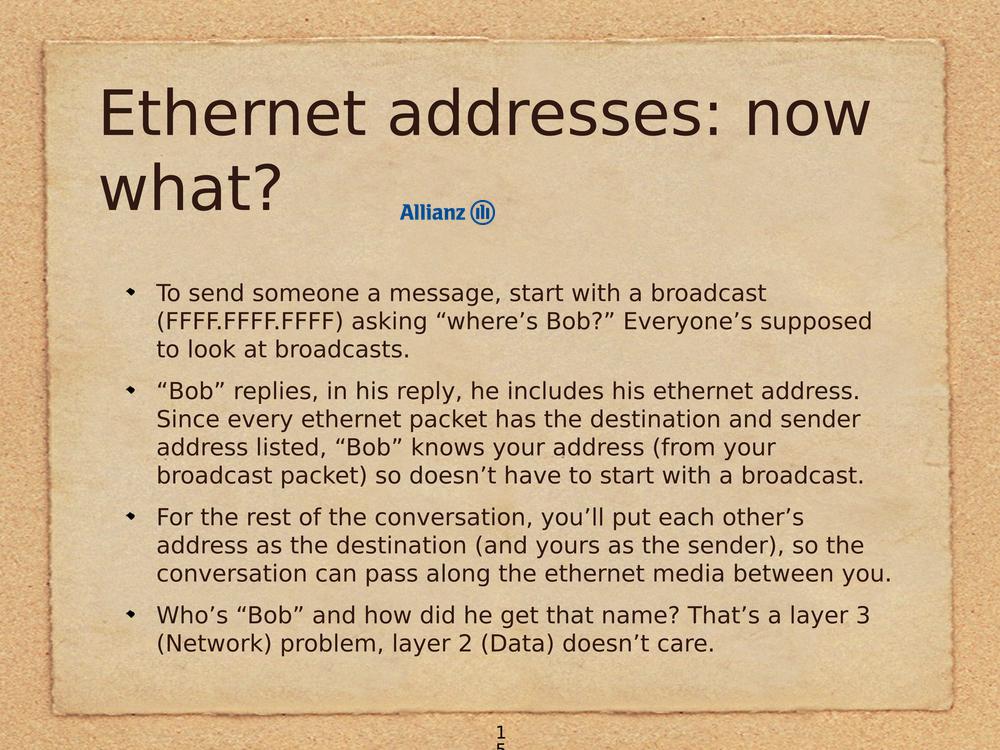 Ethernet addresses: now
what?
Allianz
To send someone a message, start with a broadcast
(FFFF.FFFF.FFFF) asking “where’s Bob?” Everyone’s supposed
to look at broadcasts.
“Bob” replies, in his reply, he includes his ethernet address.
Since every ethernet packet has the destination and sender
address listed, “Bob” knows your address (from your
broadcast packet) so doesn’t have to start with a broadcast.
For the rest of the conversation, you’ll put each other’s
address as the destination (and yours as the sender), so the
conversation can pass along the ethernet media between you.
Who’s “Bob” and how did he get that name? That’s a layer 3
(Network) problem, layer 2 (Data) doesn’t care.
1
5